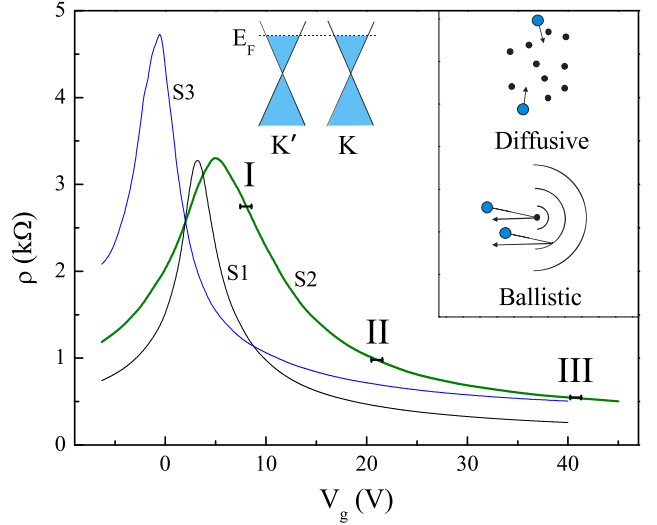 5
4
3
2
1
0
ρ (kΩ)
0
10
20
30
40
V_g (V)
S3
S1
S2
I
II
III
E_F
K′
K
Diffusive
Ballistic